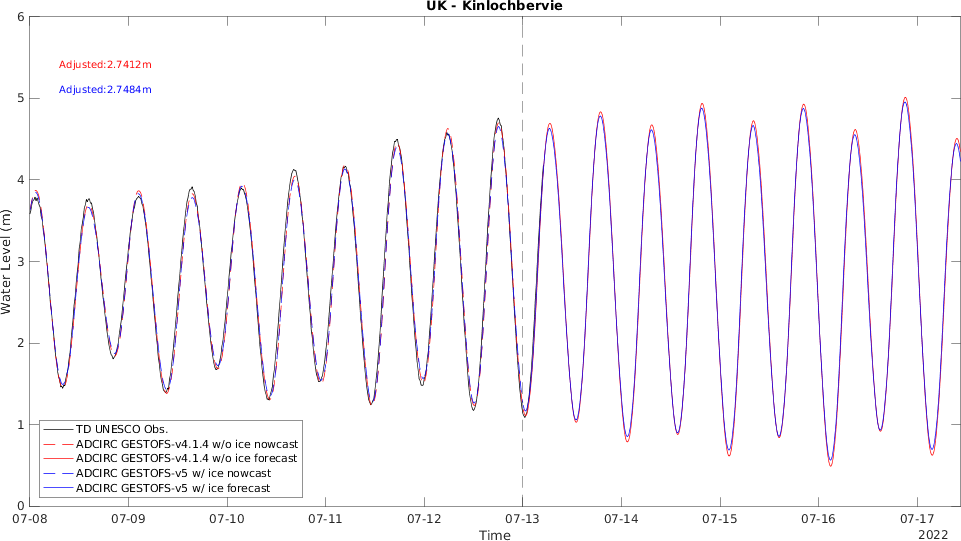 UK - Kinlochbervie
6
5
4
3
2
1
0
Water Level (m)
Adjusted:2.7412m
Adjusted:2.7484m
TD UNESCO Obs.
ADCIRC GESTOFS-v4.1.4 w/o ice nowcast
ADCIRC GESTOFS-v4.1.4 w/o ice forecast
ADCIRC GESTOFS-v5 w/ ice nowcast
ADCIRC GESTOFS-v5 w/ ice forecast
07-08 07-09 07-10 07-11 07-12 07-13 07-14 07-15 07-16 07-17
Time
2022